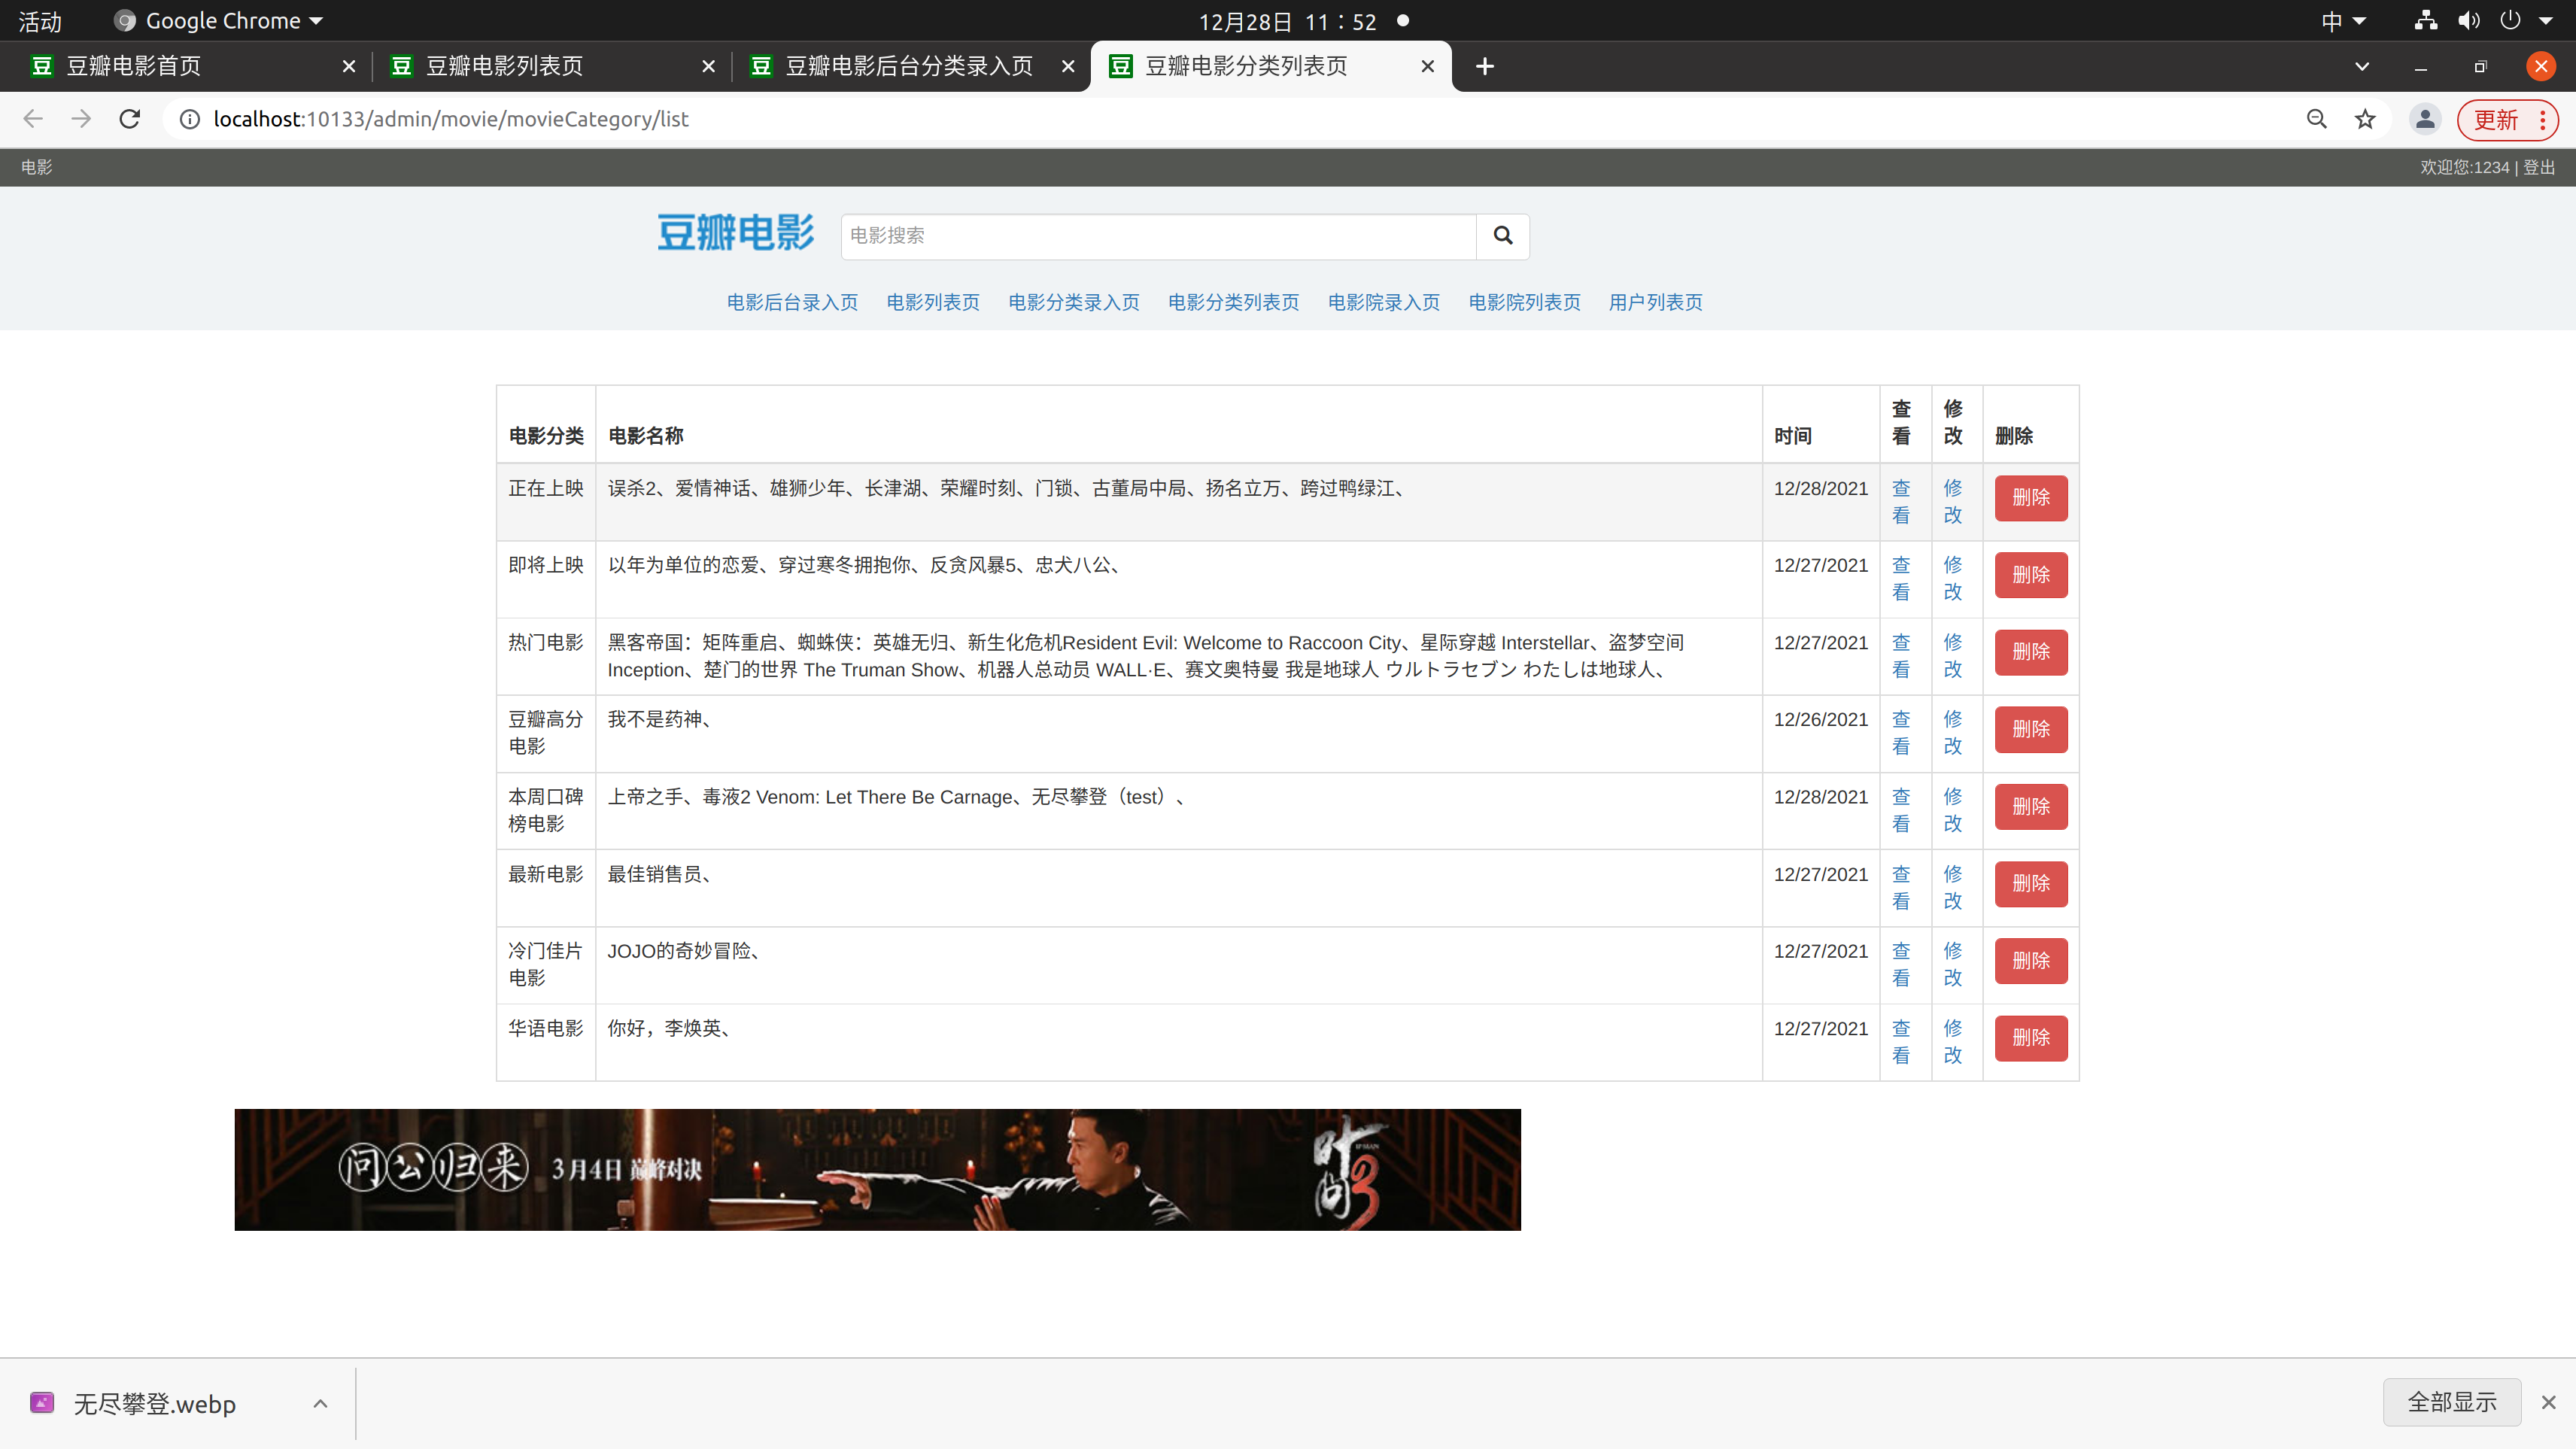 活动
Google Chrome
12月28日 11：52
中
豆瓣电影首页
豆瓣电影列表页
豆瓣电影后台分类录入页
豆瓣电影分类列表页
localhost:10133/admin/movie/movieCategory/list
更新
电影
欢迎您:1234 | 登出
豆瓣电影
电影搜索
电影后台录入页 电影列表页 电影分类录入页 电影分类列表页 电影院录入页 电影院列表页 用户列表页
电影分类 电影名称 时间 查看 修改 删除
正在上映 误杀2、爱情神话、雄狮少年、长津湖、荣耀时刻、门锁、古董局中局、扬名立万、跨过鸭绿江、 12/28/2021 查看 修改 删除
即将上映 以年为单位的恋爱、穿过寒冬拥抱你、反贪风暴5、忠犬八公、 12/27/2021 查看 修改 删除
热门电影 黑客帝国：矩阵重启、蜘蛛侠：英雄无归、新生化危机Resident Evil: Welcome to Raccoon City、星际穿越 Interstellar、盗梦空间
Inception、楚门的世界 The Truman Show、机器人总动员 WALL·E、赛文奥特曼 我是地球人 ウルトラセブン わたしは地球人、 12/27/2021 查看 修改 删除
豆瓣高分电影 我不是药神、 12/26/2021 查看 修改 删除
本周口碑榜电影 上帝之手、毒液2 Venom: Let There Be Carnage、无尽攀登（test）、 12/28/2021 查看 修改 删除
最新电影 最佳销售员、 12/27/2021 查看 修改 删除
冷门佳片电影 JOJO的奇妙冒险、 12/27/2021 查看 修改 删除
华语电影 你好，李焕英、 12/27/2021 查看 修改 删除
问公归来 3月4日 巅峰对决
叶问3
IP MAN
无尽攀登.webp
全部显示